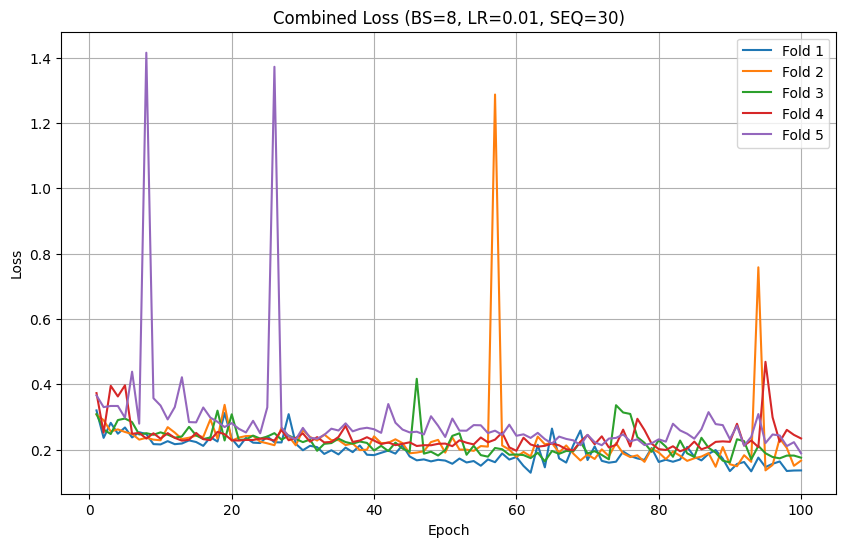 Combined Loss (BS=8, LR=0.01, SEQ=30)
Fold 1
Fold 2
Fold 3
Fold 4
Fold 5
Loss
1.4
1.2
1.0
0.8
0.6
0.4
0.2
0 20 40 60 80 100
Epoch